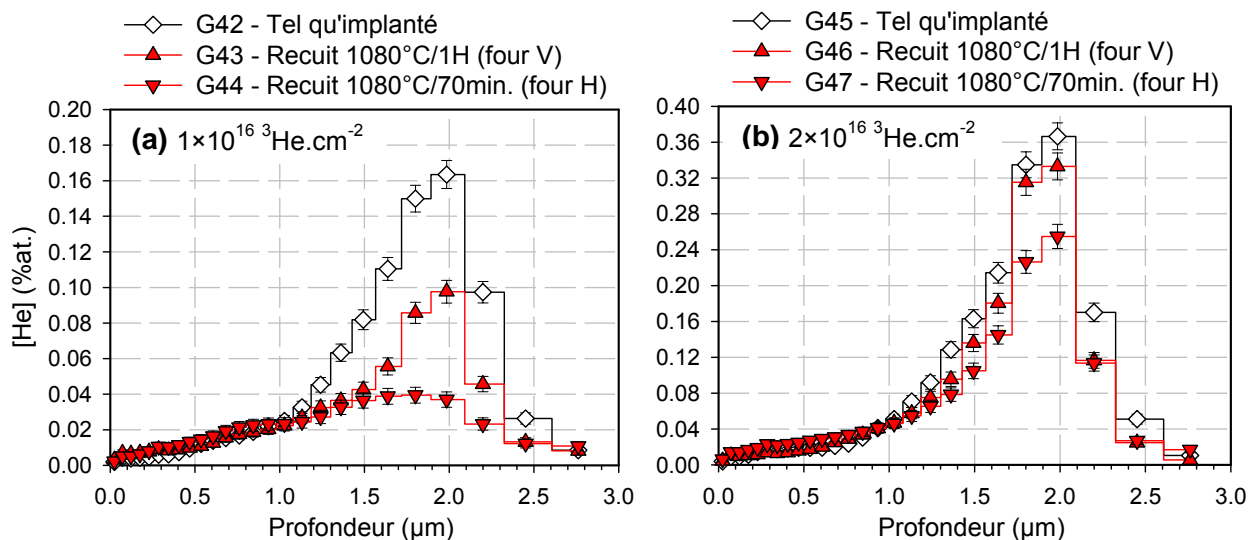 G42 - Tel qu'implanté
G43 - Recuit 1080°C/1H (four V)
G44 - Recuit 1080°C/70min. (four H)
0.20
0.18
0.16
0.14
0.12
0.10
0.08
0.06
0.04
0.02
0.00
[He] (%at.)
(a) 1×10¹⁶ ³He.cm⁻²
0.0 0.5 1.0 1.5 2.0 2.5 3.0
Profondeur (µm)
G45 - Tel qu'implanté
G46 - Recuit 1080°C/1H (four V)
G47 - Recuit 1080°C/70min. (four H)
0.40
0.36
0.32
0.28
0.24
0.20
0.16
0.12
0.08
0.04
0.00
(b) 2×10¹⁶ ³He.cm⁻²
0.0 0.5 1.0 1.5 2.0 2.5 3.0
Profondeur (µm)